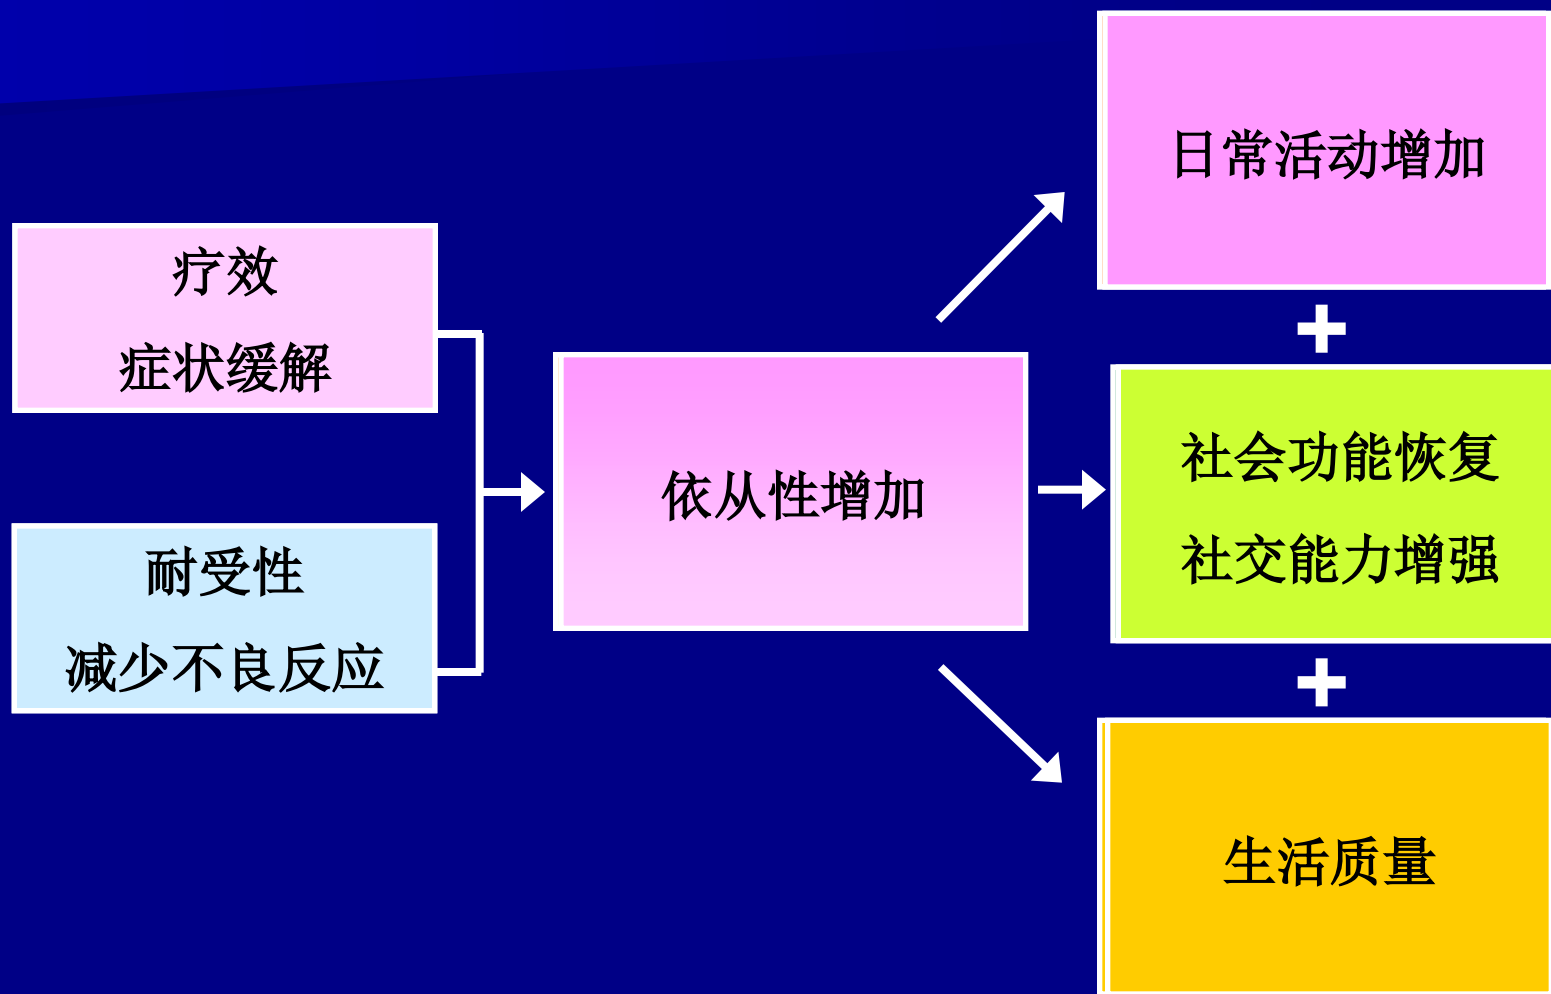 疗效
症状缓解
耐受性
减少不良反应
依从性增加
日常活动增加
+
社会功能恢复
社交能力增强
+
生活质量